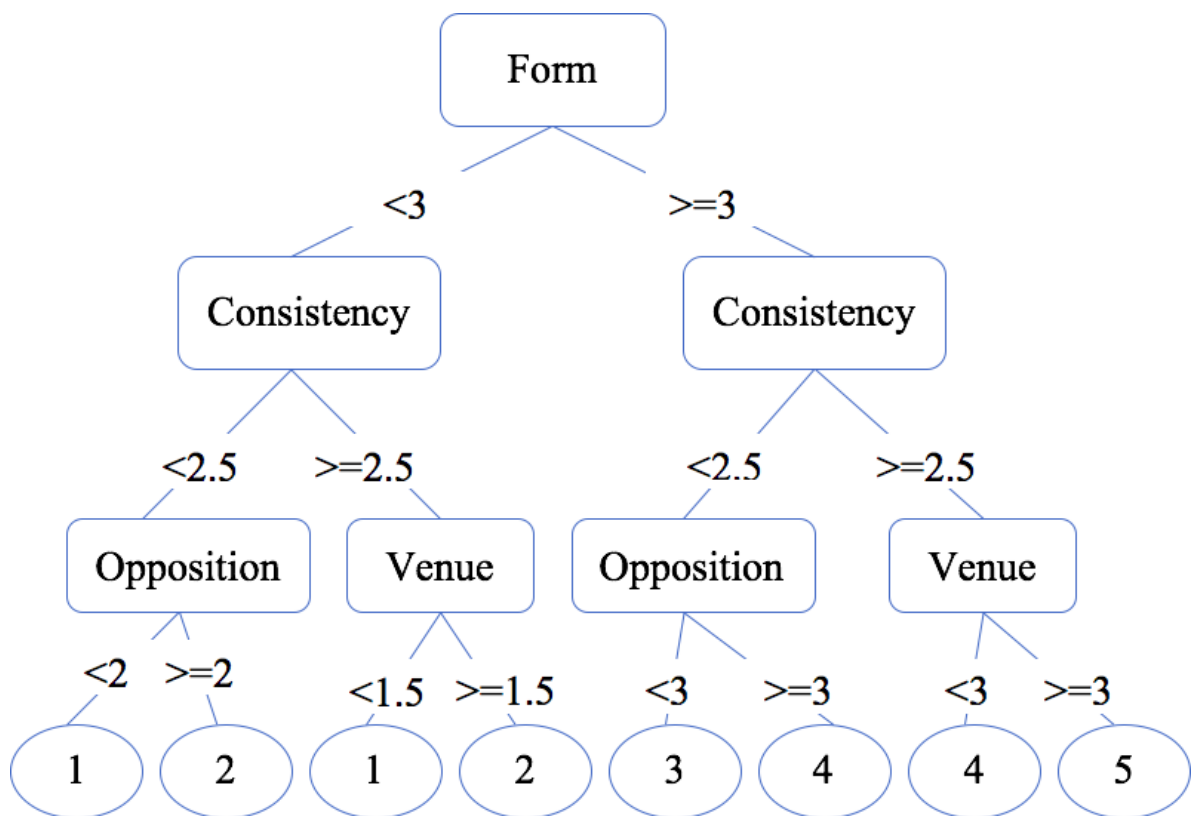 Form
<3 >=3
Consistency Consistency
<2.5 >=2.5 <2.5 >=2.5
Opposition Venue Opposition Venue
<2 >=2 <1.5 >=1.5 <3 >=3 <3 >=3
1 2 1 2 3 4 4 5